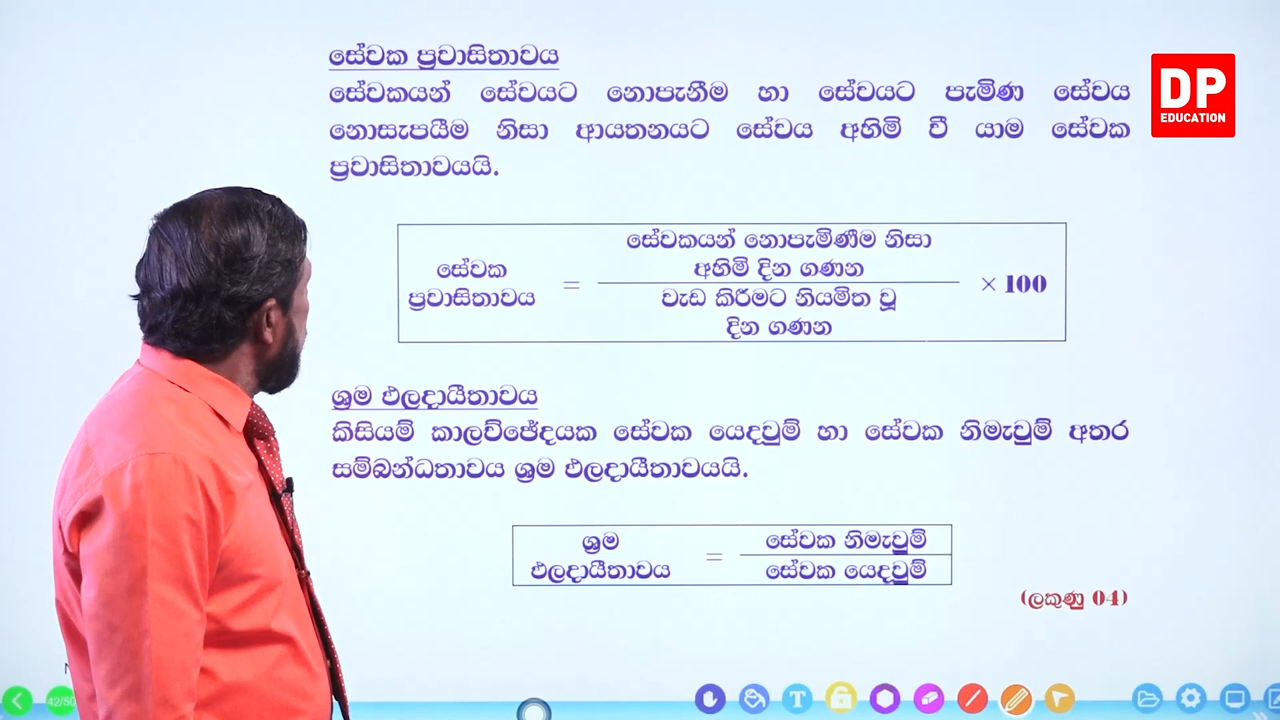 සේවක ප්‍රවාසිතාවය
සේවකයන් සේවයට නොපැනීම හා සේවයට පැමිණ සේවය
නොසැපයීම නිසා ආයතනයට සේවය අහිමි වී යාම සේවක
ප්‍රවාසිතාවයයි.
DP
EDUCATION
සේවක
ප්‍රවාසිතාවය
=
සේවකයන් නොපැමිණීම නිසා
අහිමි දින ගණන
වැඩ කිරීමට නියමිත වූ
දින ගණන
× 100
ශ්‍රම ඵලදායීතාවය
කිසියම් කාලච්ඡේදයක සේවක යෙදවුම් හා සේවක නිමැවුම් අතර
සම්බන්ධතාවය ශ්‍රම ඵලදායීතාවයයි.
ශ්‍රම
ඵලදායීතාවය
=
සේවක නිමැවුම්
සේවක යෙදවුම්
(ලකුණු 04)
42/50